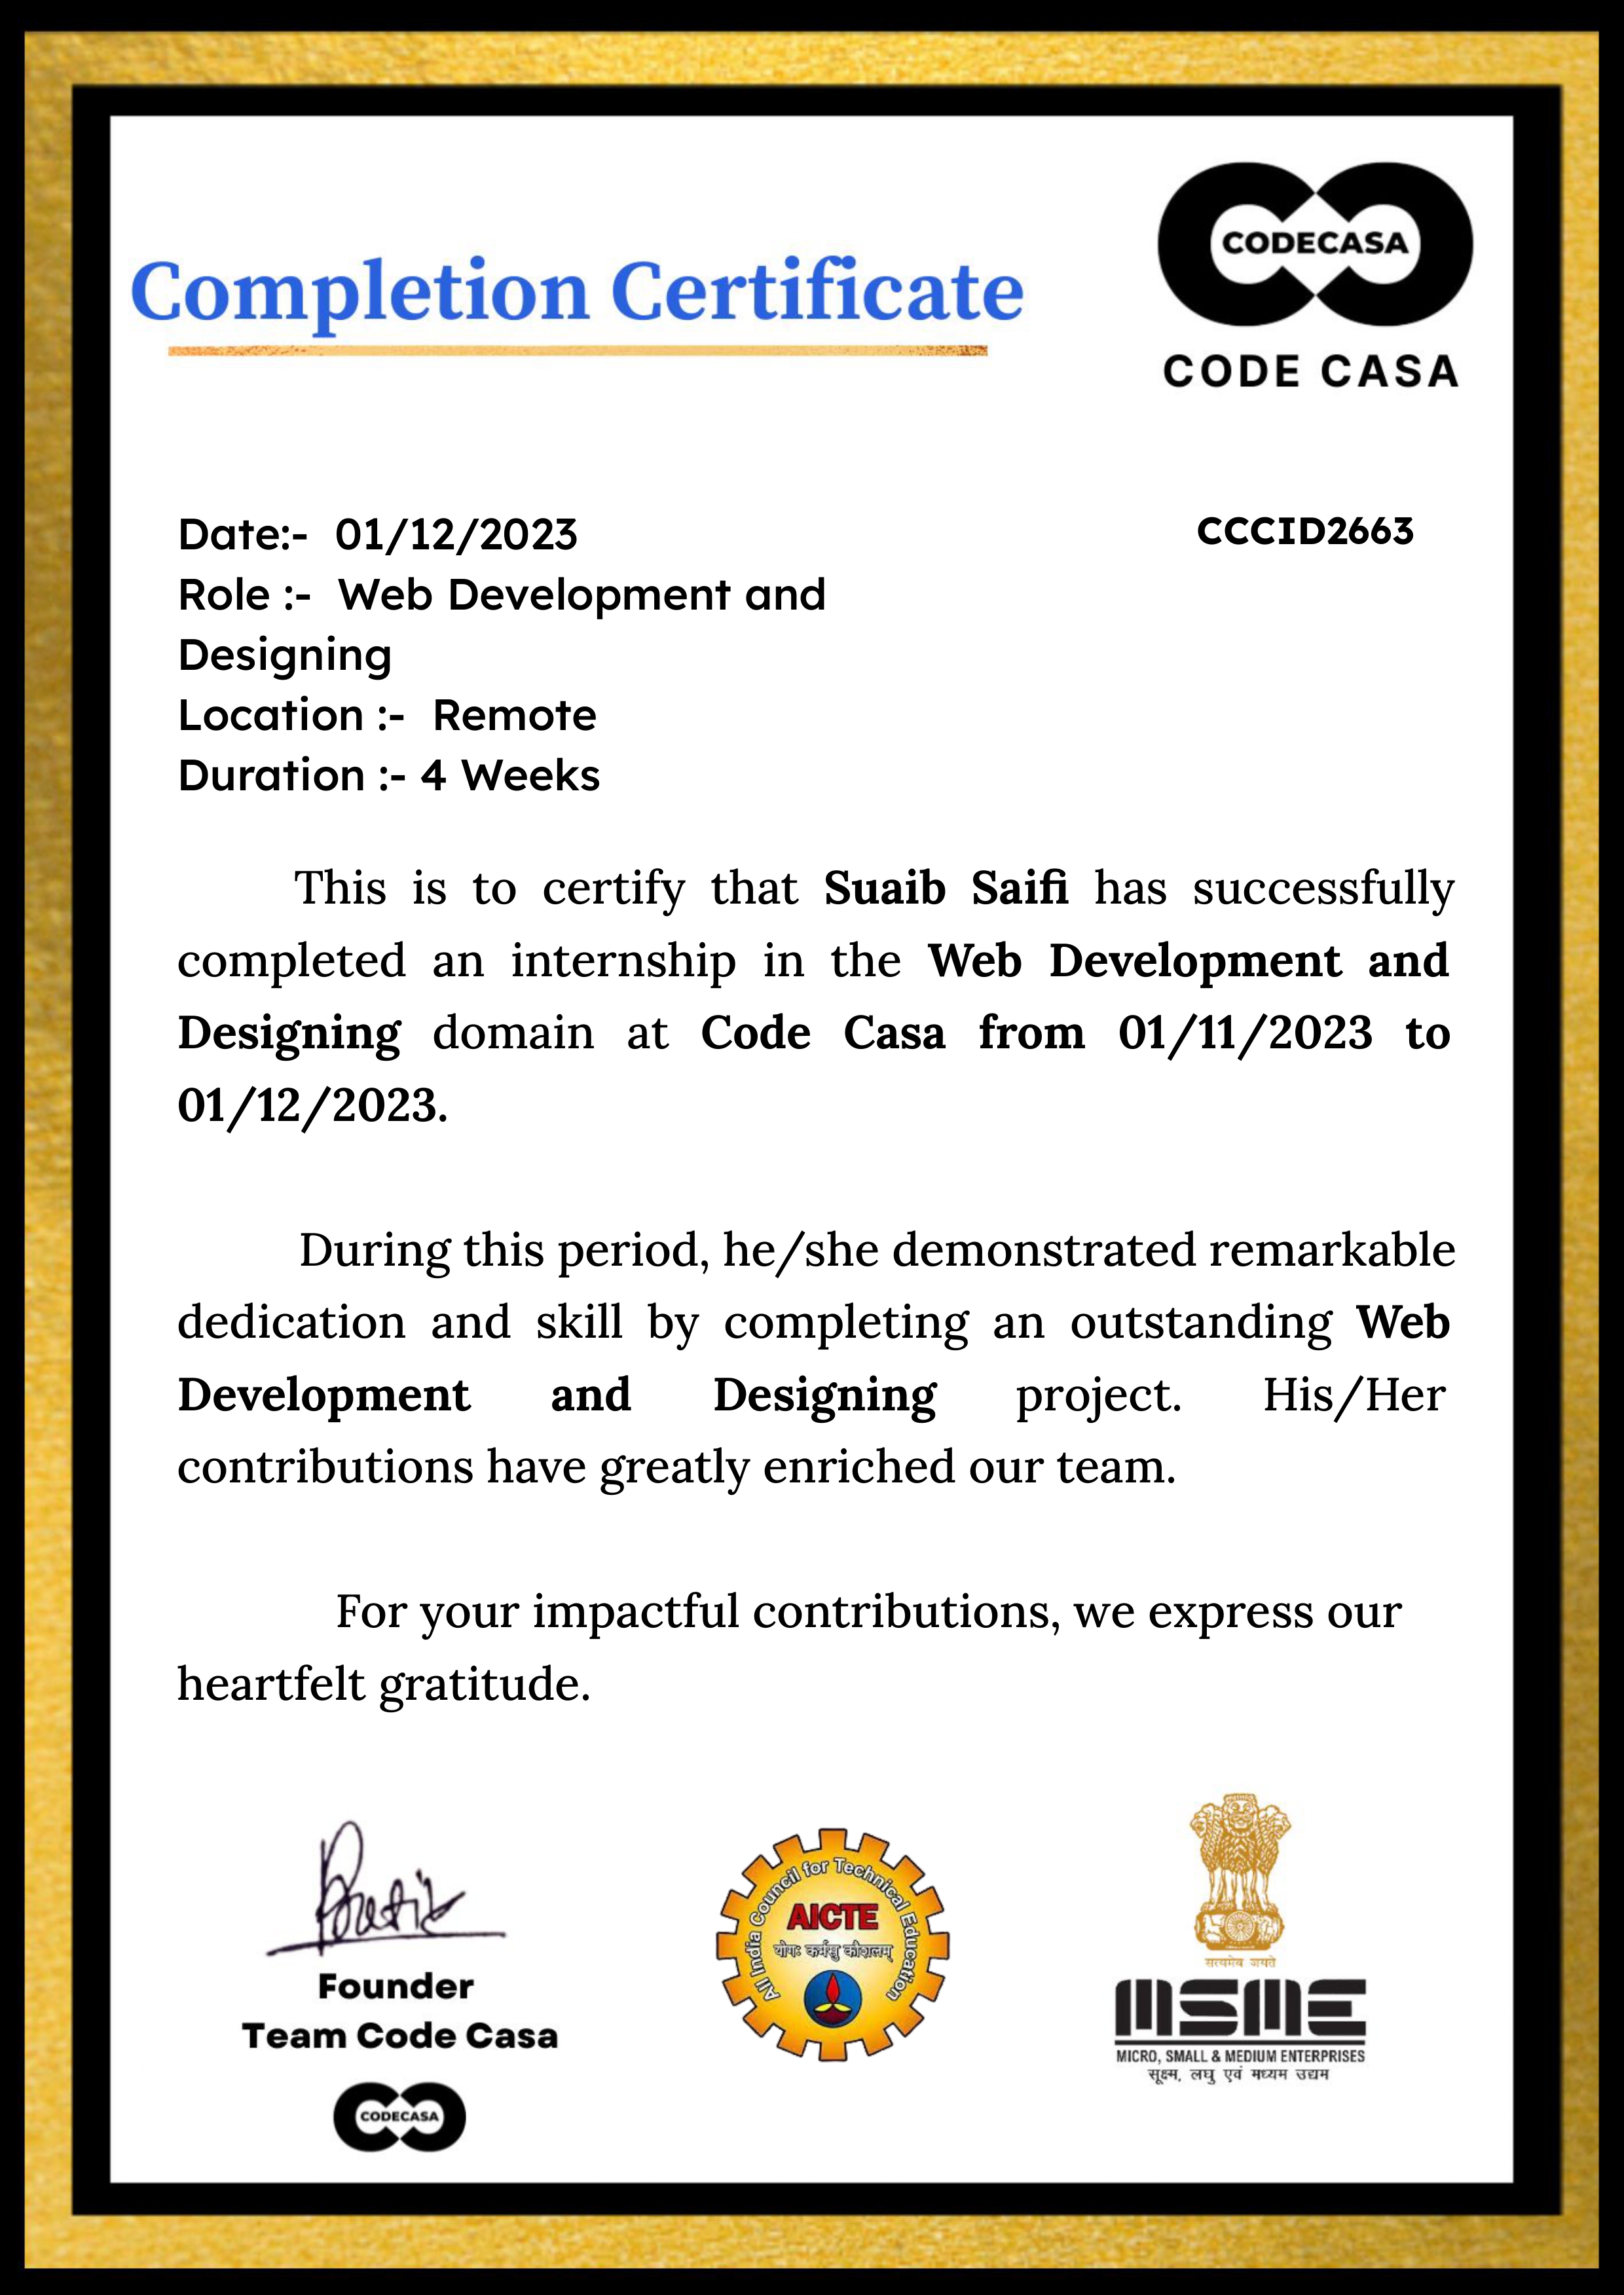 CODECASA
CODE CASA
Completion Certificate
Date:-  01/12/2023
CCCID2663
Role :-  Web Development and
Designing
Location :-  Remote
Duration :- 4 Weeks
This is to certify that Suaib Saifi has successfully
completed an internship in the Web Development and
Designing domain at Code Casa from 01/11/2023 to
01/12/2023.
During this period, he/she demonstrated remarkable
dedication and skill by completing an outstanding Web
Development and Designing project. His/Her
contributions have greatly enriched our team.
For your impactful contributions, we express our
heartfelt gratitude.
Founder
Team Code Casa
CODECASA
All India Council for Technical Education
AICTE
योगः कर्मसु कौशलम्
सत्यमेव जयते
MSME
MICRO, SMALL & MEDIUM ENTERPRISES
सूक्ष्म, लघु एवं मध्यम उद्यम